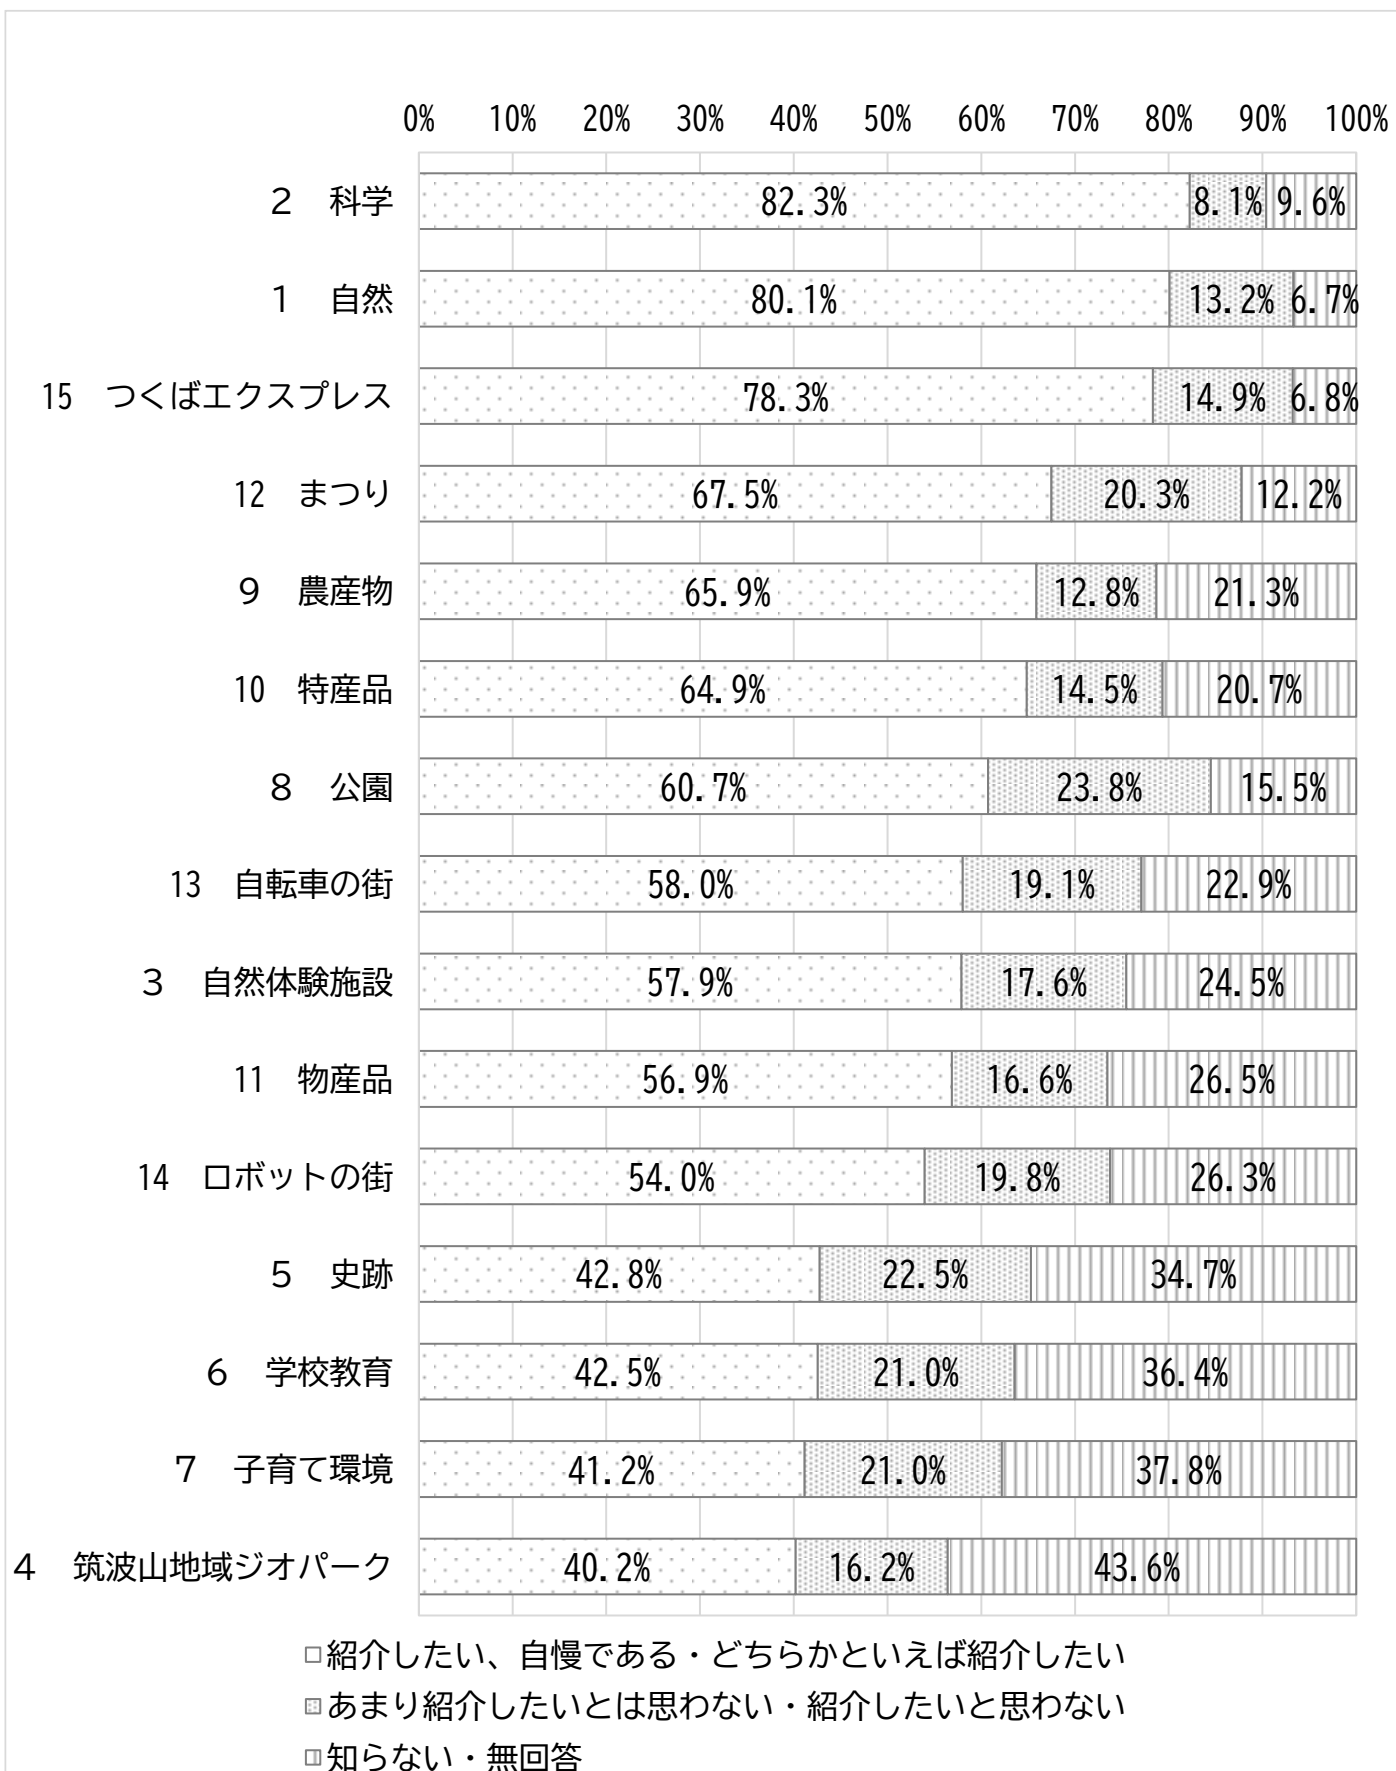 0% 10% 20% 30% 40% 50% 60% 70% 80% 90% 100%
2 科学 82.3% 8.1% 9.6%
1 自然 80.1% 13.2% 6.7%
15 つくばエクスプレス 78.3% 14.9% 6.8%
12 まつり 67.5% 20.3% 12.2%
9 農産物 65.9% 12.8% 21.3%
10 特産品 64.9% 14.5% 20.7%
8 公園 60.7% 23.8% 15.5%
13 自転車の街 58.0% 19.1% 22.9%
3 自然体験施設 57.9% 17.6% 24.5%
11 物産品 56.9% 16.6% 26.5%
14 ロボットの街 54.0% 19.8% 26.3%
5 史跡 42.8% 22.5% 34.7%
6 学校教育 42.5% 21.0% 36.4%
7 子育て環境 41.2% 21.0% 37.8%
4 筑波山地域ジオパーク 40.2% 16.2% 43.6%
紹介したい、自慢である・どちらかといえば紹介したい
あまり紹介したいとは思わない・紹介したいと思わない
知らない・無回答